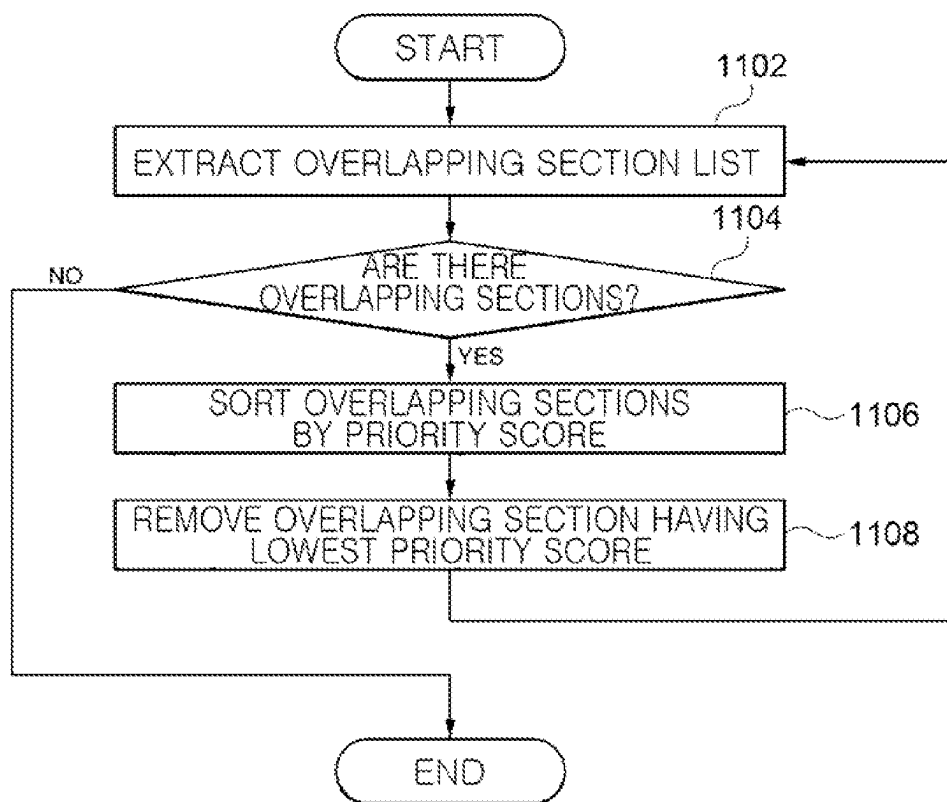 START
1102
EXTRACT OVERLAPPING SECTION LIST
1104
ARE THERE
OVERLAPPING SECTIONS?
NO
YES
SORT OVERLAPPING SECTIONS
BY PRIORITY SCORE
1106
REMOVE OVERLAPPING SECTION HAVING
LOWEST PRIORITY SCORE
1108
END